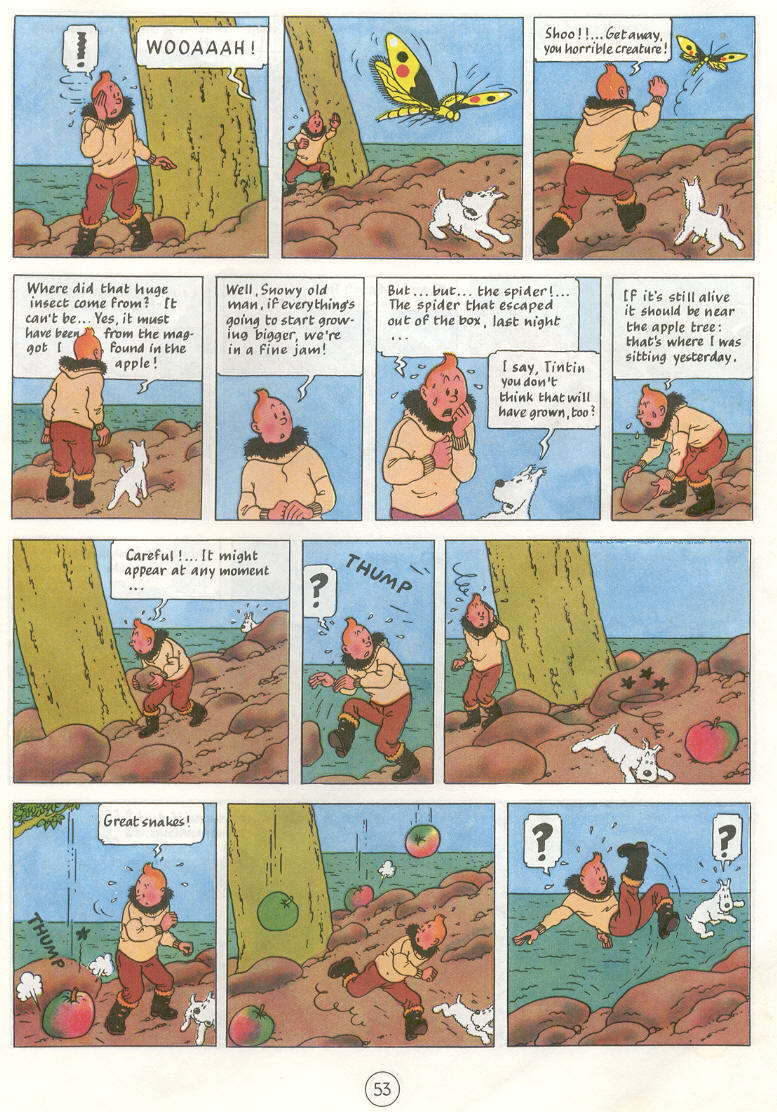 !
WOOAAAH!
Shoo!!...Get away,
you horrible creature!
Where did that huge
insect come from? It
can't be... Yes, it must
have been from the mag-
got I found in the
apple!
Well, Snowy old
man, if everything's
going to start grow-
ing bigger, we're
in a fine jam!
But... but... the spider!...
The spider that escaped
out of the box, last night
...
I say, Tintin
you don't
think that will
have grown, too?
If it's still alive
it should be near
the apple tree:
that's where I was
sitting yesterday.
Careful!... It might
appear at any moment
...
?
THUMP
Great snakes!
THUMP
?
?
53